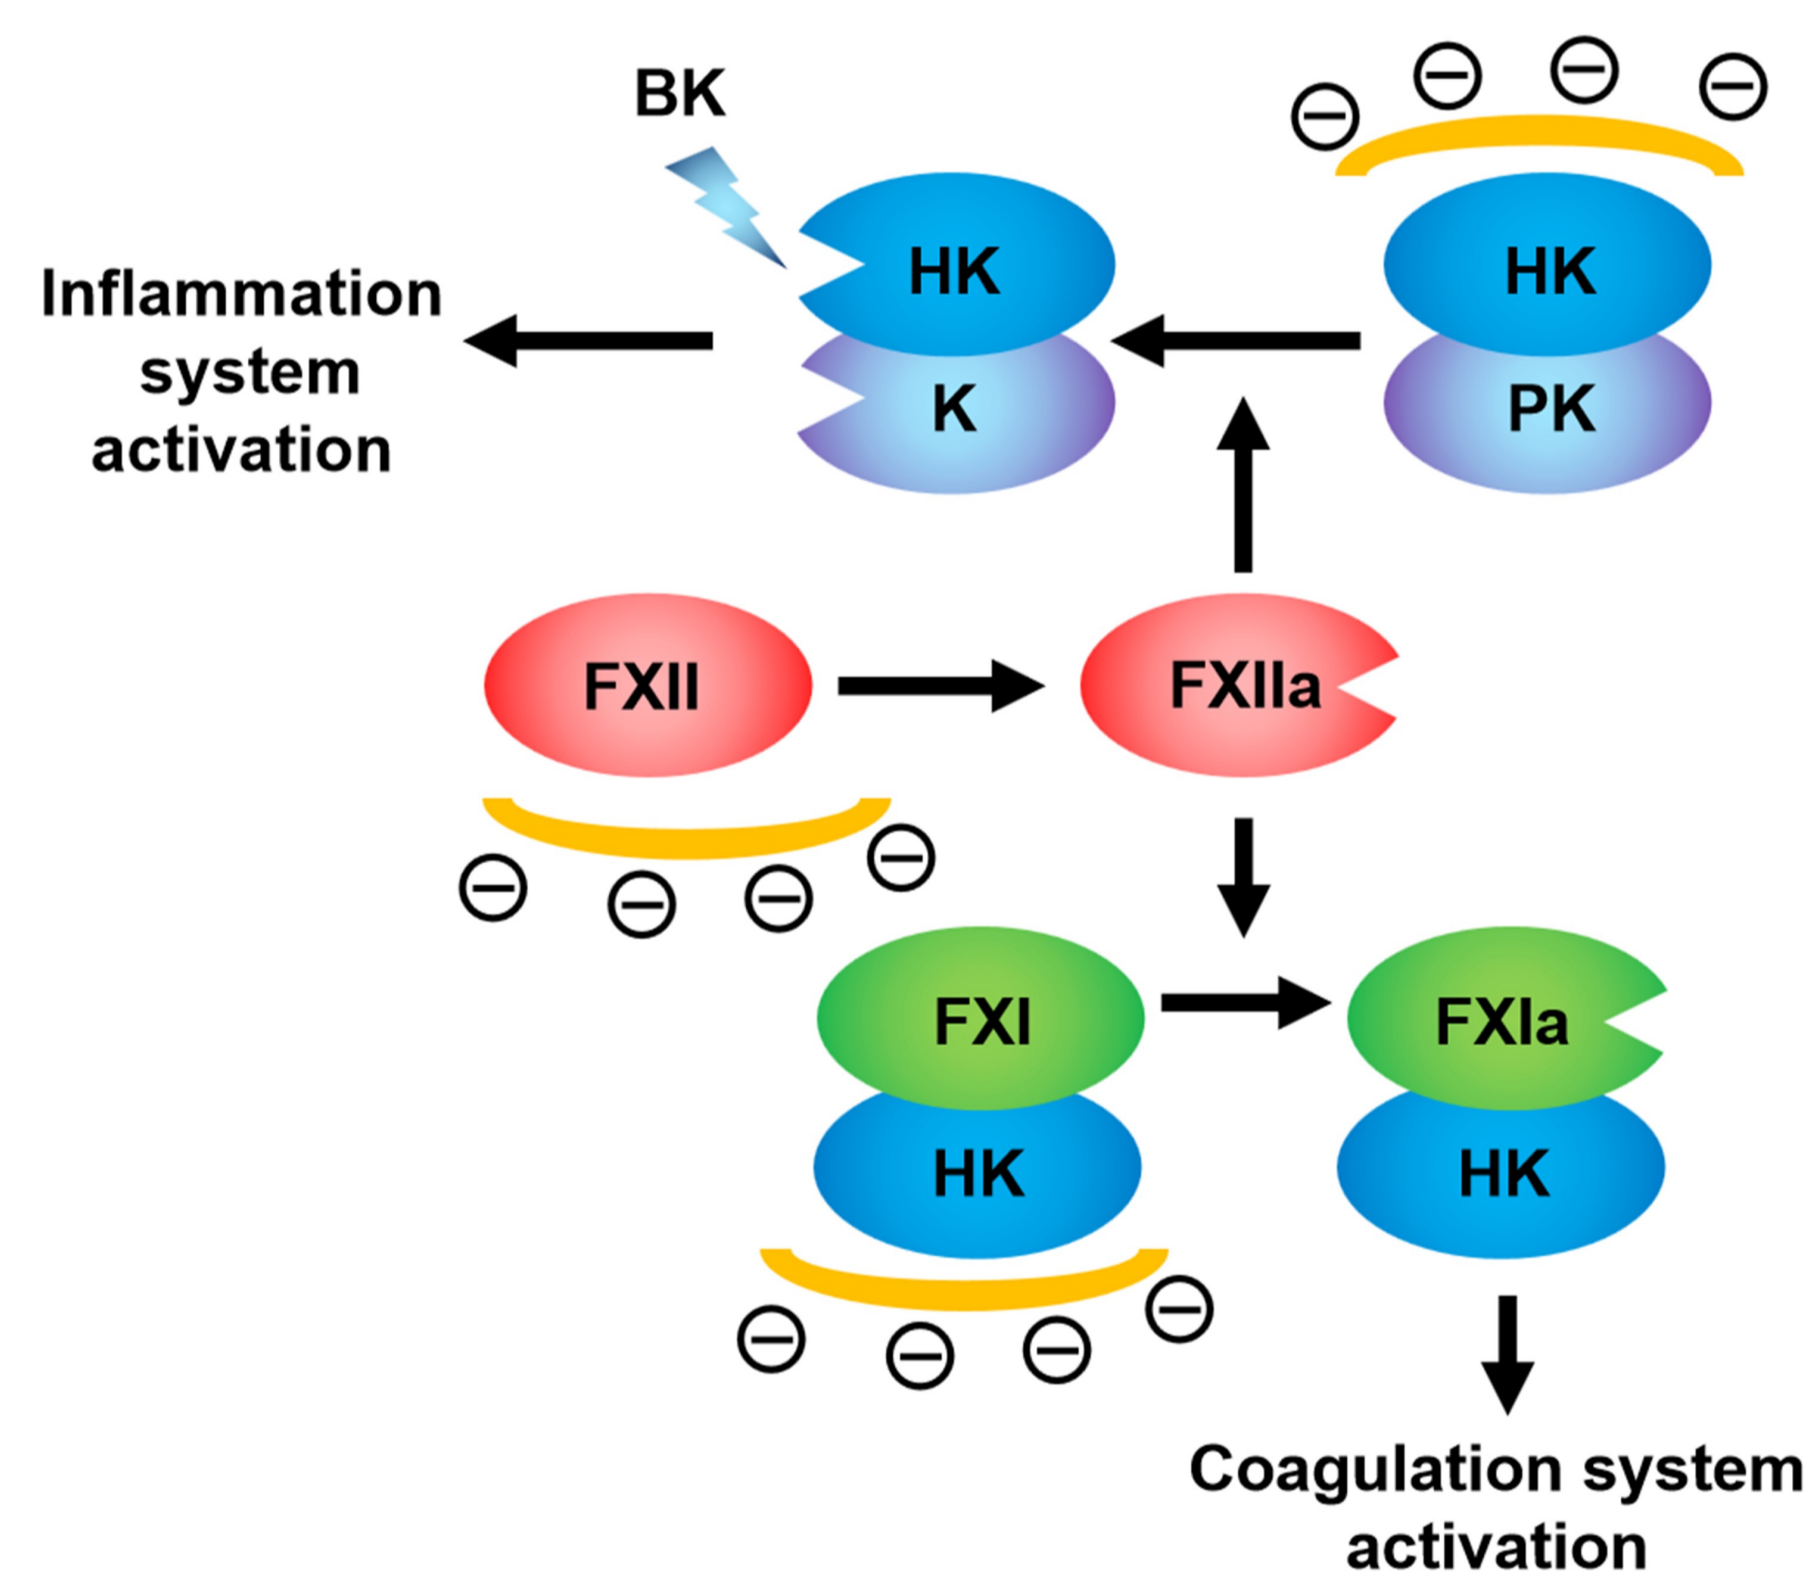 BK
HK
HK
Inflammation
system
activation
K
PK
FXII
FXIIa
FXI
FXIa
HK
HK
Coagulation system
activation